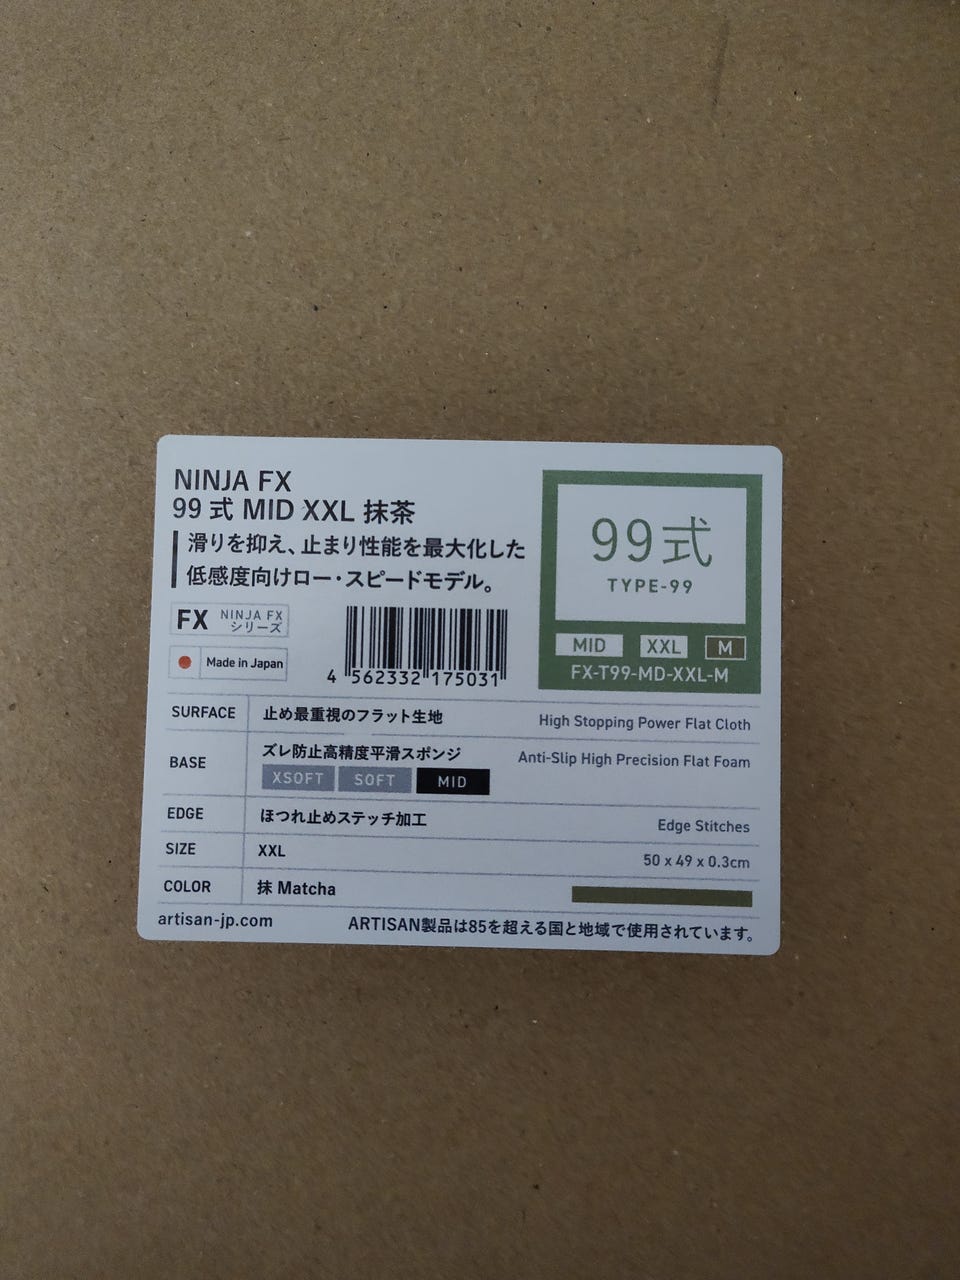 NINJA FX
99 式 MID XXL 抹茶
滑りを抑え、止まり性能を最大化した
低感度向けロー・スピードモデル。
FX NINJA FX シリーズ
Made in Japan
4 562332 175031
99式
TYPE-99
MID XXL M
FX-T99-MD-XXL-M
SURFACE 止め最重視のフラット生地 High Stopping Power Flat Cloth
BASE ズレ防止高精度平滑スポンジ Anti-Slip High Precision Flat Foam
XSOFT SOFT MID
EDGE ほつれ止めステッチ加工 Edge Stitches
SIZE XXL 50 x 49 x 0.3cm
COLOR 抹 Matcha
artisan-jp.com ARTISAN製品は85を超える国と地域で使用されています。